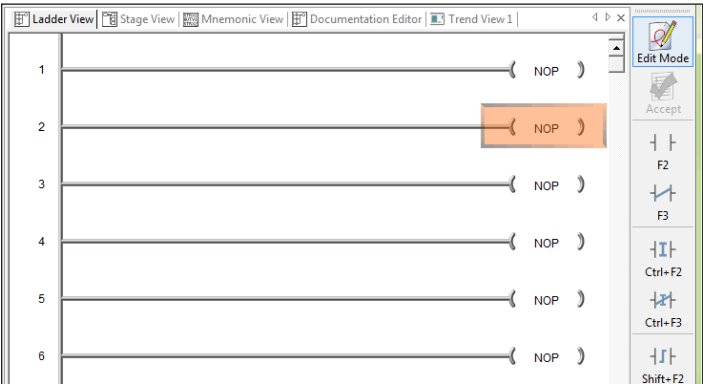 Ladder View Stage View Mnemonic View Documentation Editor Trend View 1
Edit Mode
Accept
F2
F3
Ctrl+F2
Ctrl+F3
Shift+F2
1 NOP
2 NOP
3 NOP
4 NOP
5 NOP
6 NOP